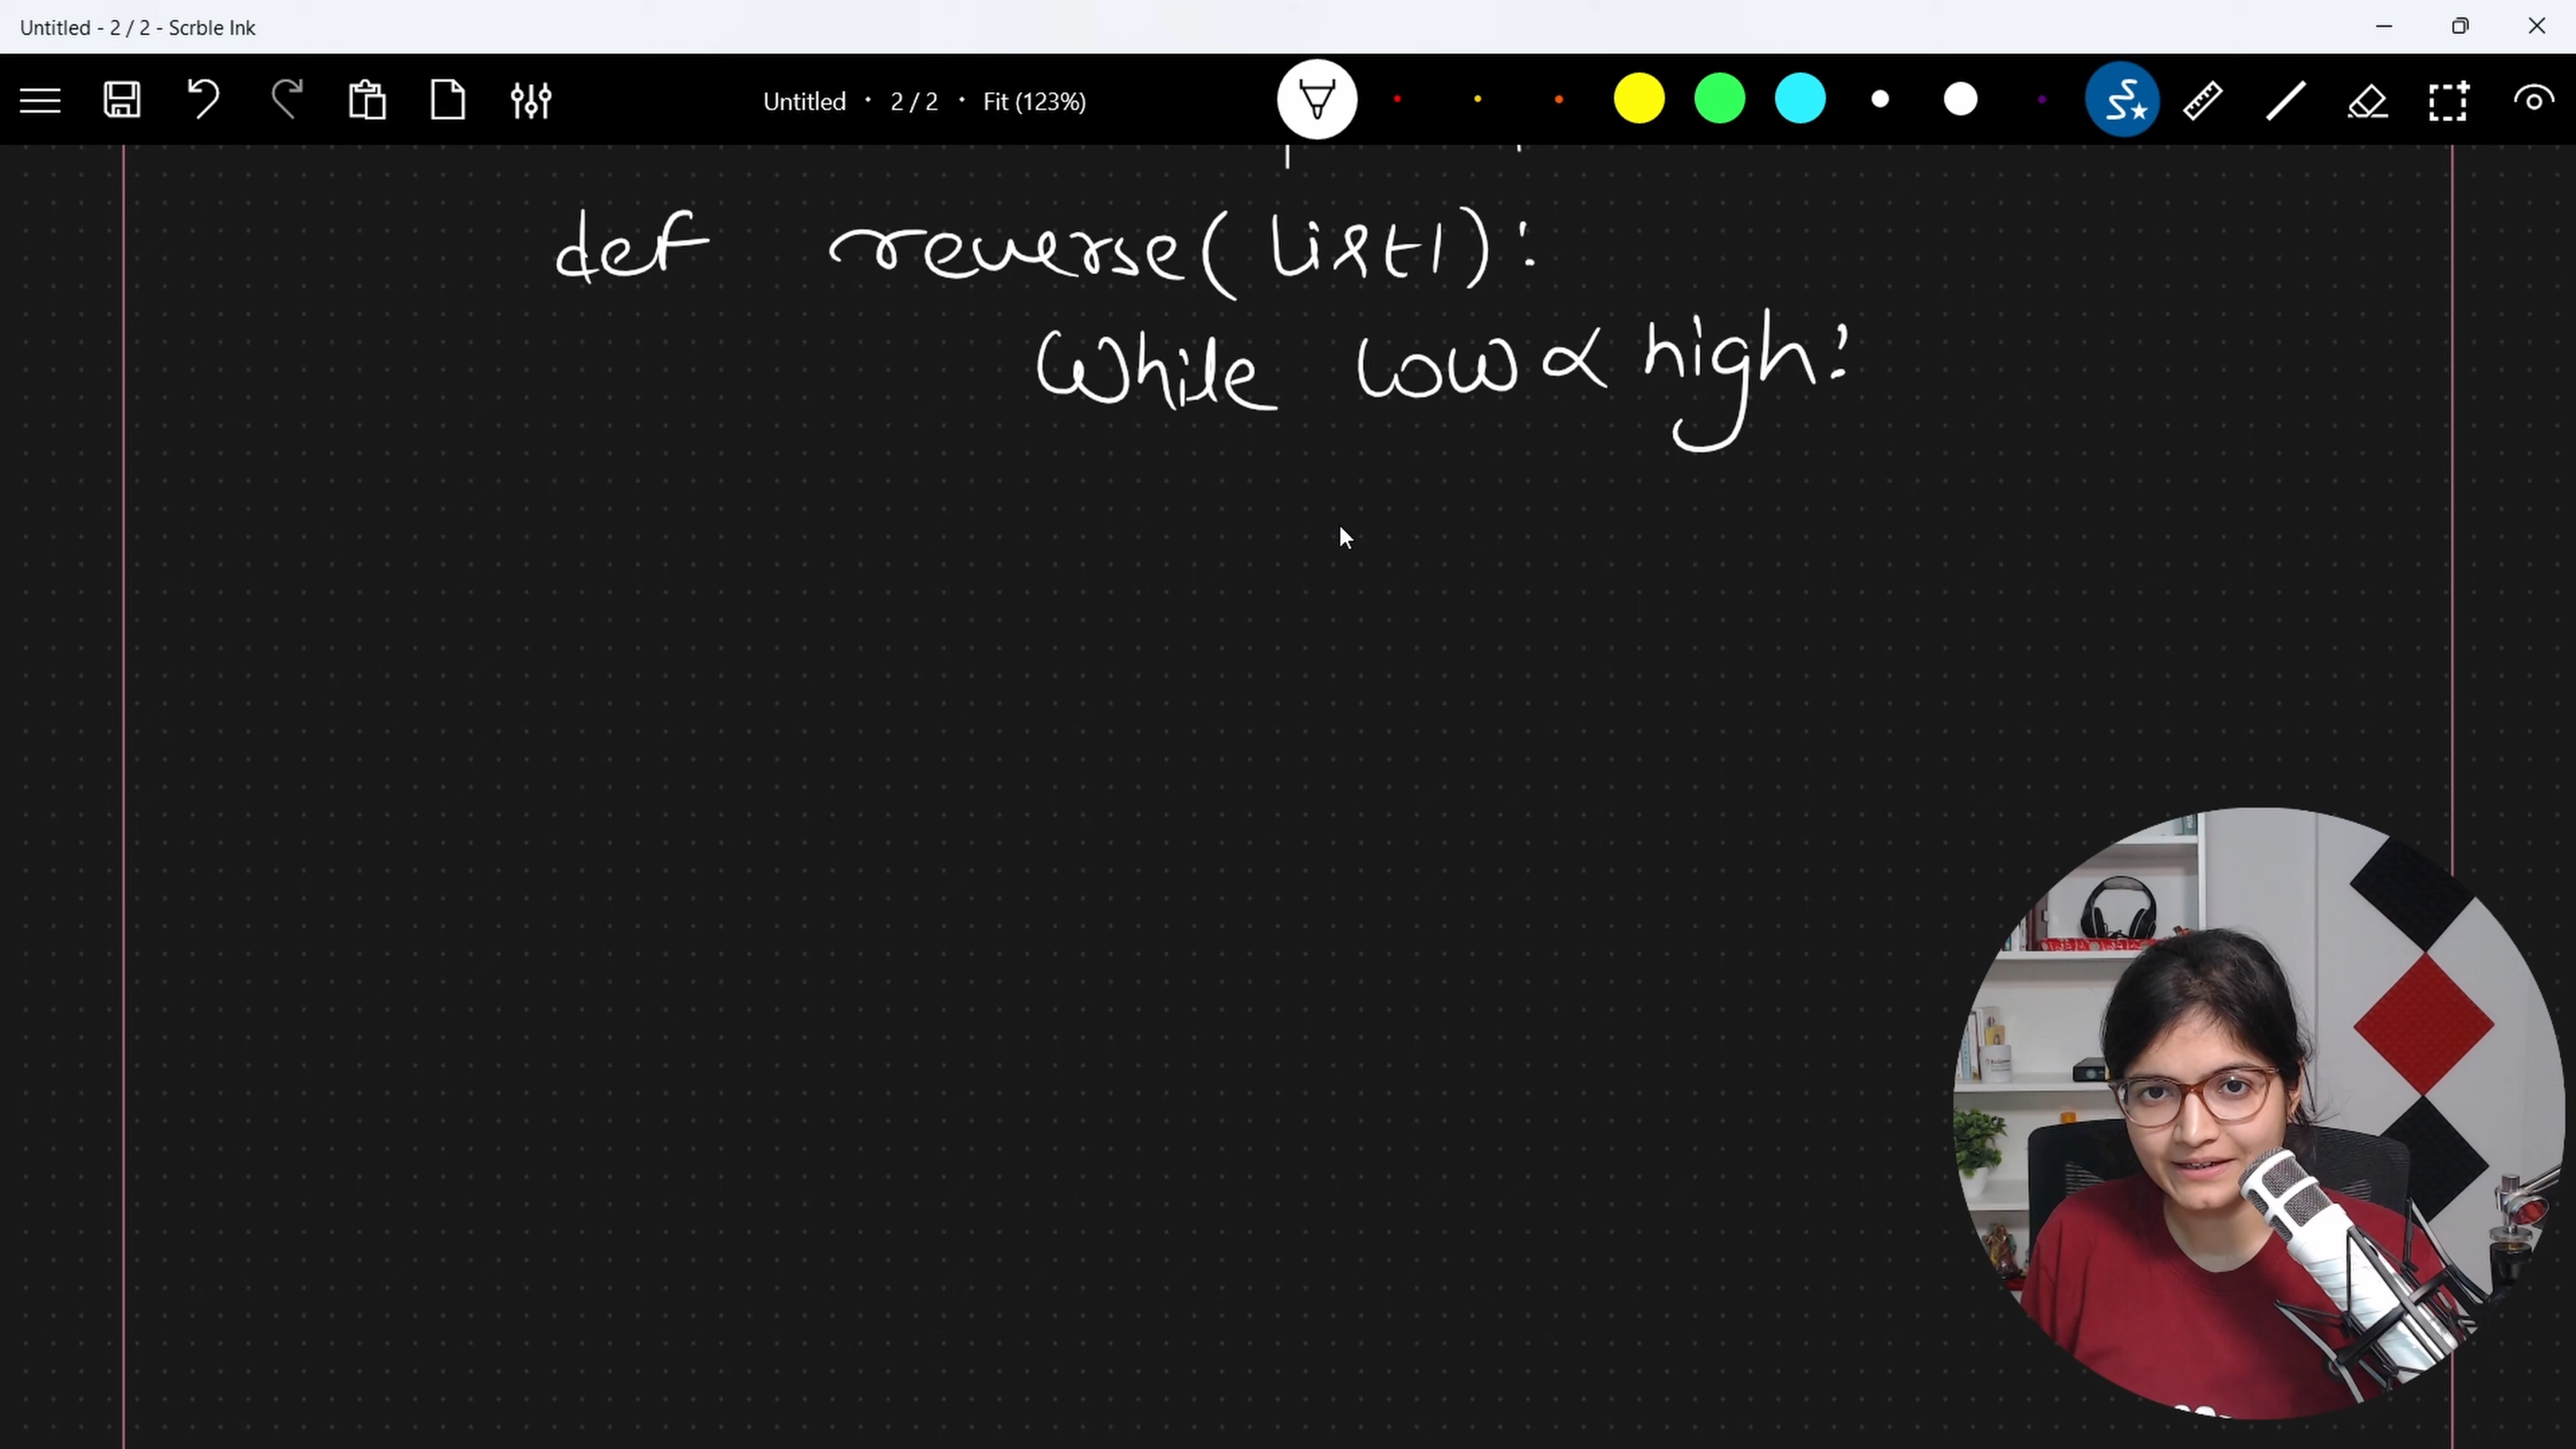 Untitled - 2 / 2 - Scrble Ink
Untitled • 2 / 2 • Fit (123%)
def reverse(list1):
While low < high: